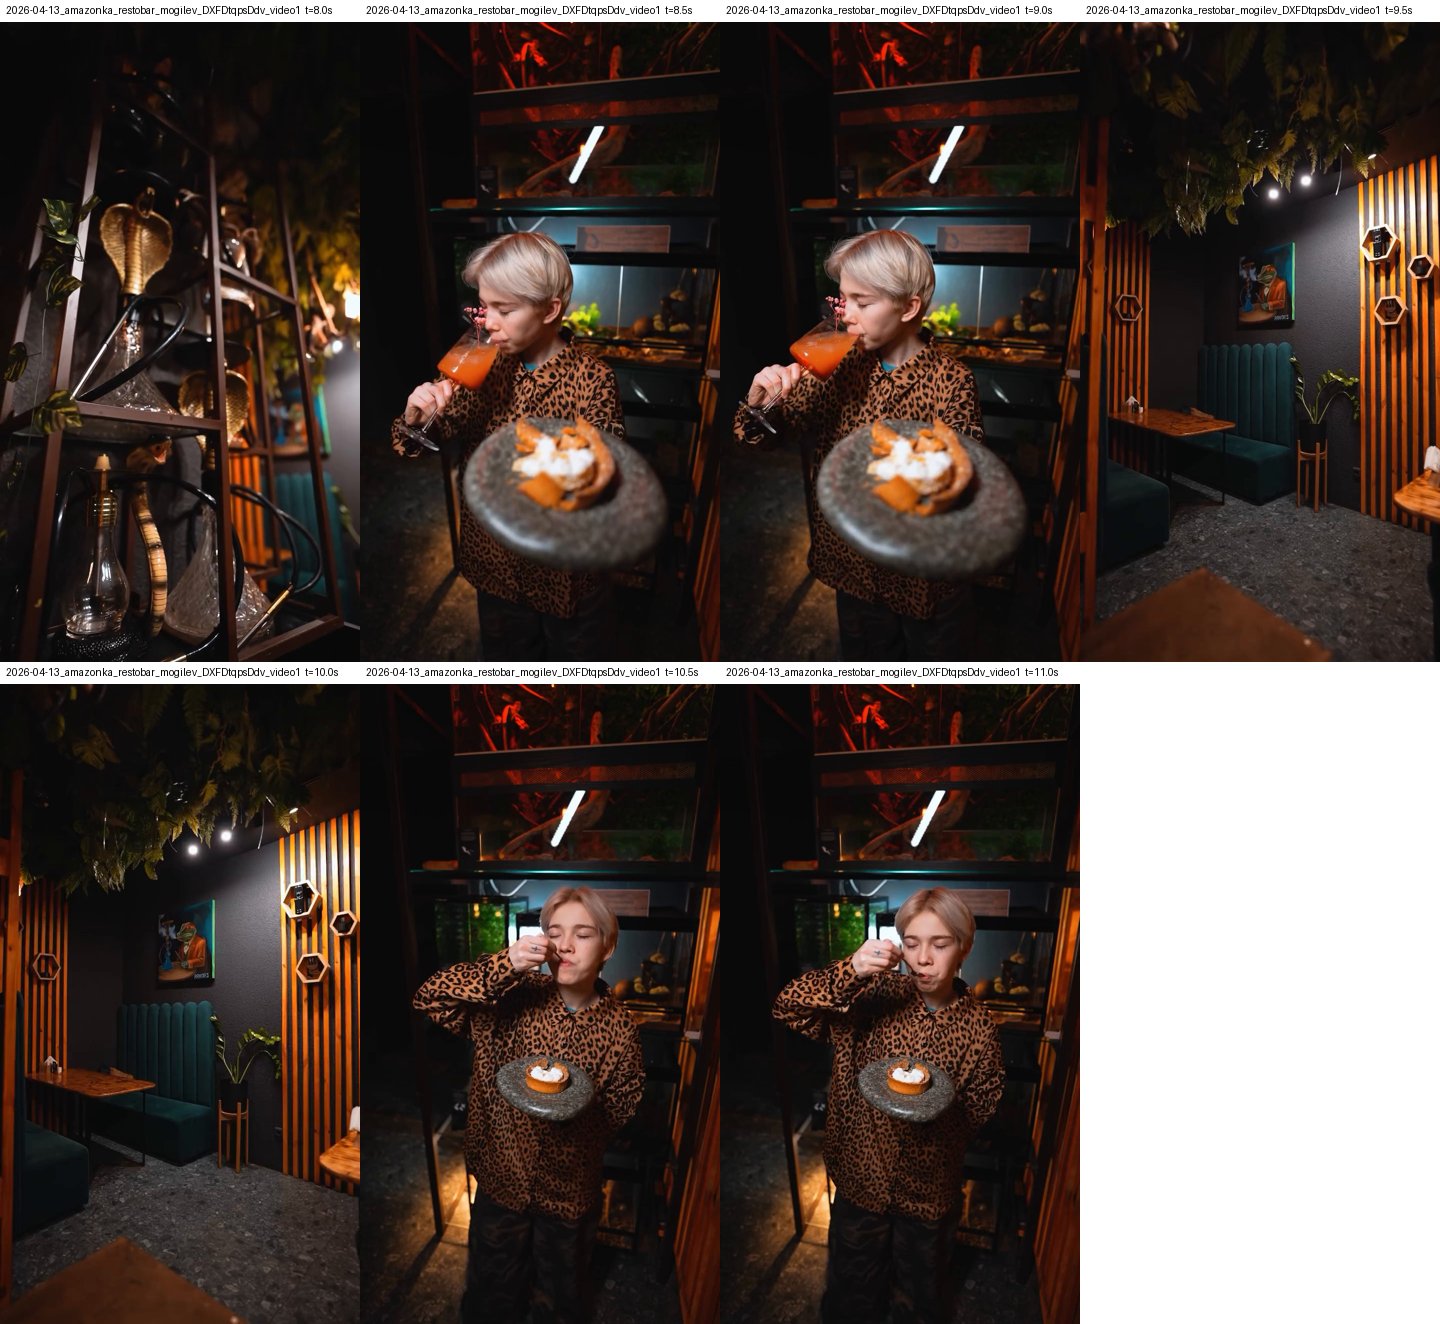 2026-04-13_amazonka_restobar_mogilev_DXFDtqpsDdv_video1 t=8.0s
2026-04-13_amazonka_restobar_mogilev_DXFDtqpsDdv_video1 t=8.5s
2026-04-13_amazonka_restobar_mogilev_DXFDtqpsDdv_video1 t=9.0s
2026-04-13_amazonka_restobar_mogilev_DXFDtqpsDdv_video1 t=9.5s
2026-04-13_amazonka_restobar_mogilev_DXFDtqpsDdv_video1 t=10.0s
2026-04-13_amazonka_restobar_mogilev_DXFDtqpsDdv_video1 t=10.5s
2026-04-13_amazonka_restobar_mogilev_DXFDtqpsDdv_video1 t=11.0s